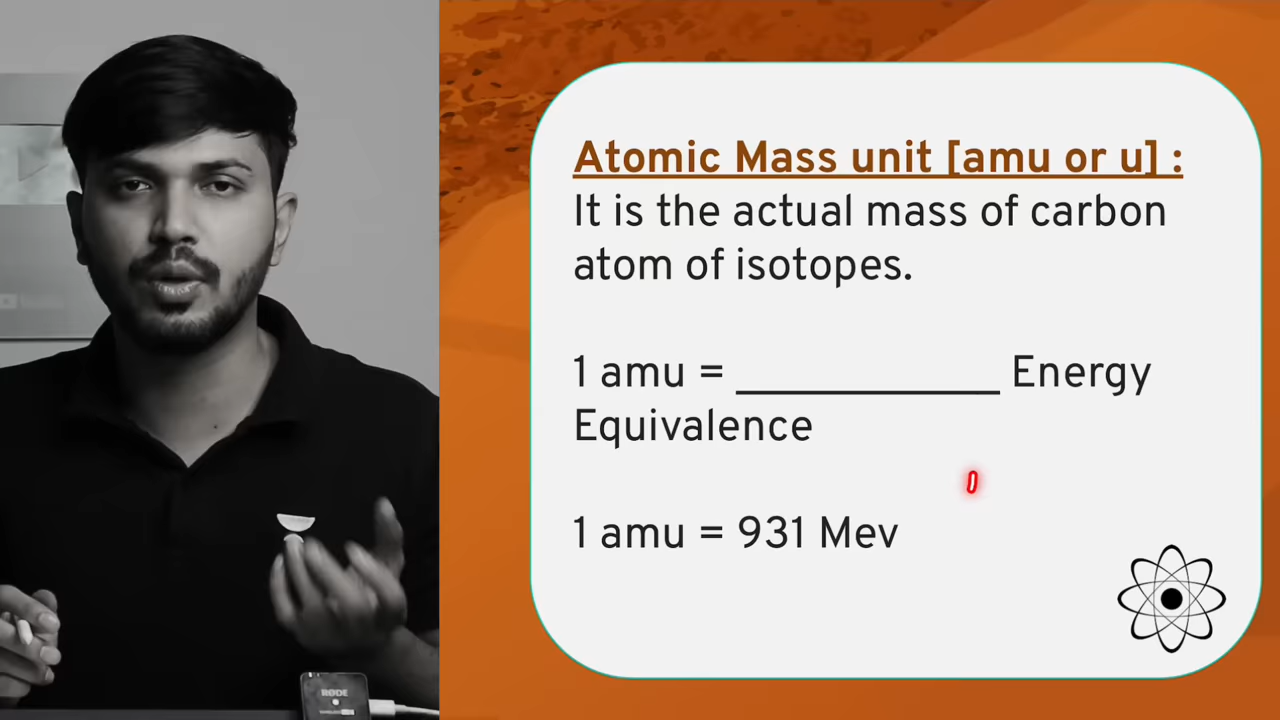 Atomic Mass unit [amu or u] :
It is the actual mass of carbon
atom of isotopes.
1 amu = ____________ Energy
Equivalence
1 amu = 931 Mev
RØDE